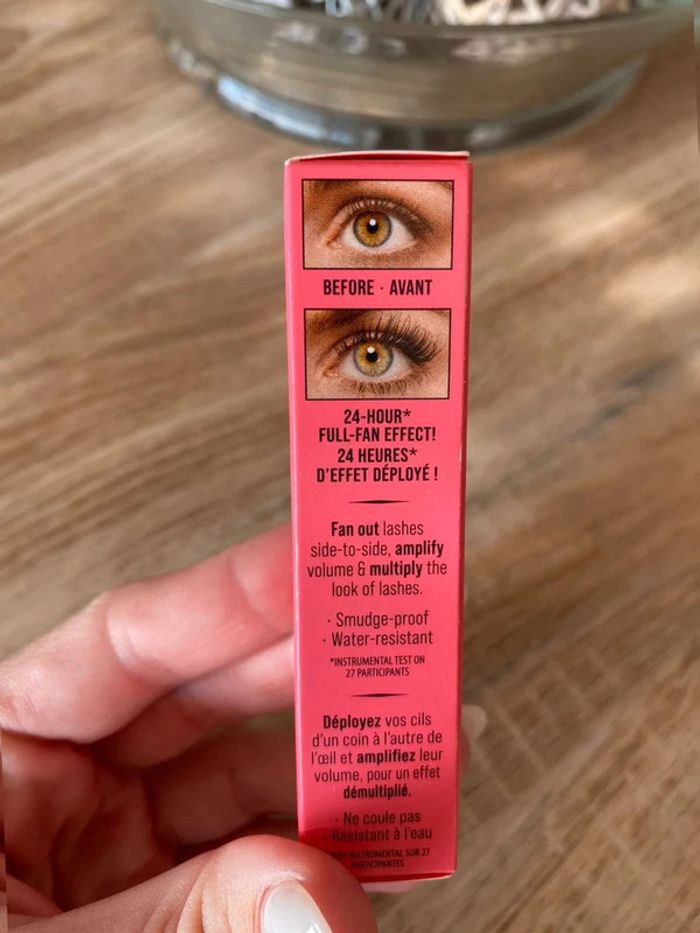 BEFORE · AVANT
24-HOUR*
FULL-FAN EFFECT!
24 HEURES*
D'EFFET DÉPLOYÉ !
Fan out lashes
side-to-side, amplify
volume & multiply the
look of lashes.
· Smudge-proof
· Water-resistant
*INSTRUMENTAL TEST ON
27 PARTICIPANTS
Déployez vos cils
d'un coin à l'autre de
l'œil et amplifiez leur
volume, pour un effet
démultiplié.
· Ne coule pas
Résistant à l'eau
INSTRUMENTAL SUR 27
PARTICIPANTES